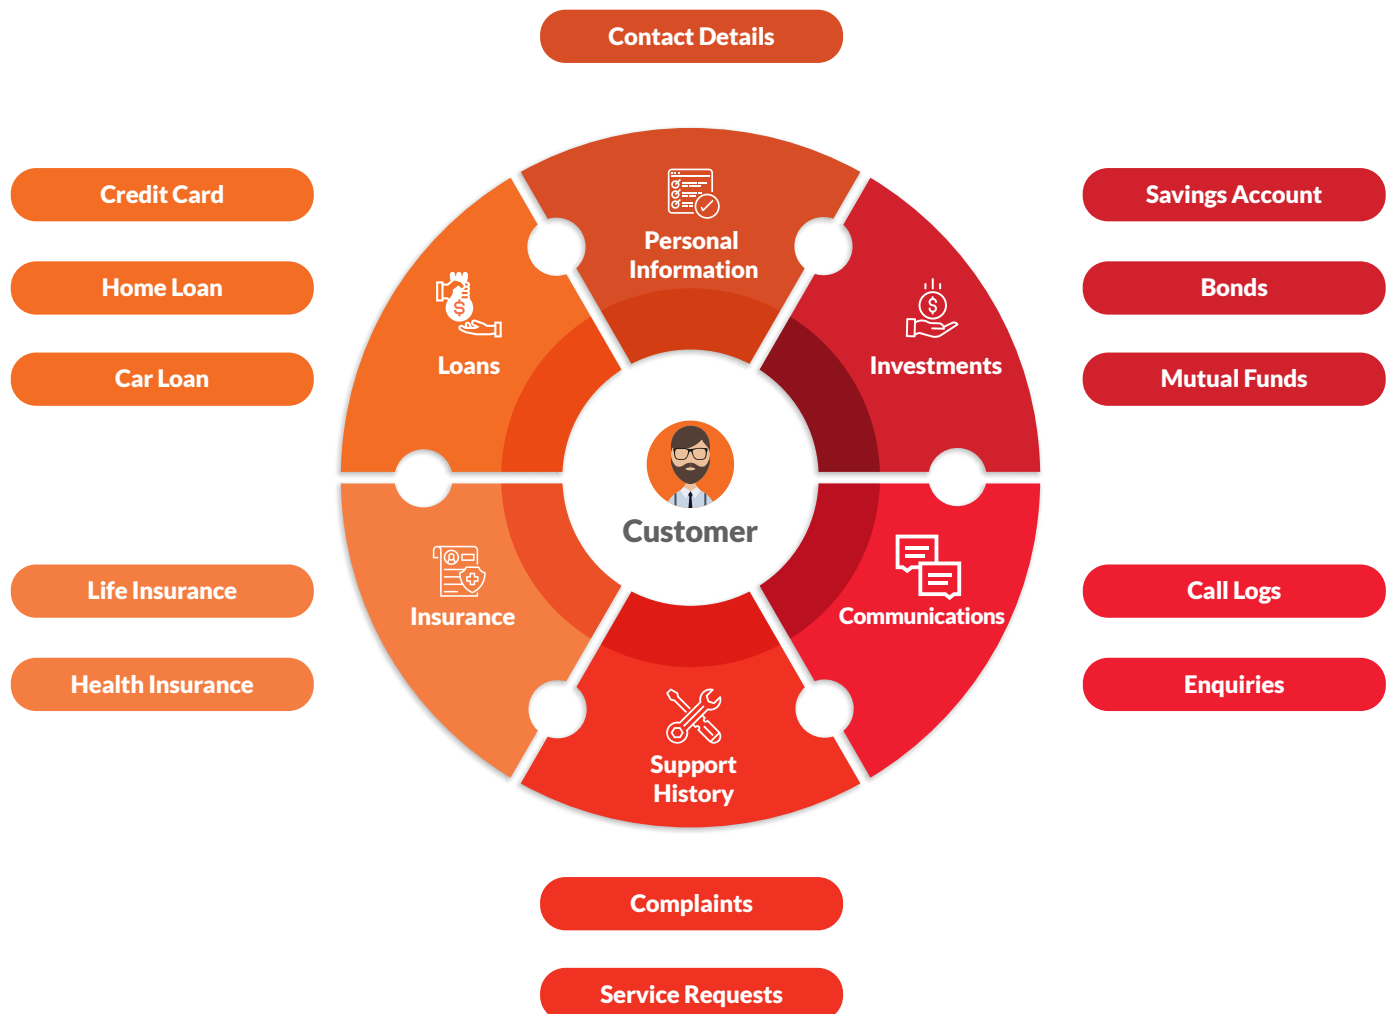 Contact Details
Credit Card
Home Loan
Car Loan
Savings Account
Bonds
Mutual Funds
Personal
Information
Loans
Investments
$
$
Customer
Insurance
Communications
Support
History
Life Insurance
Health Insurance
Call Logs
Enquiries
Complaints
Service Requests